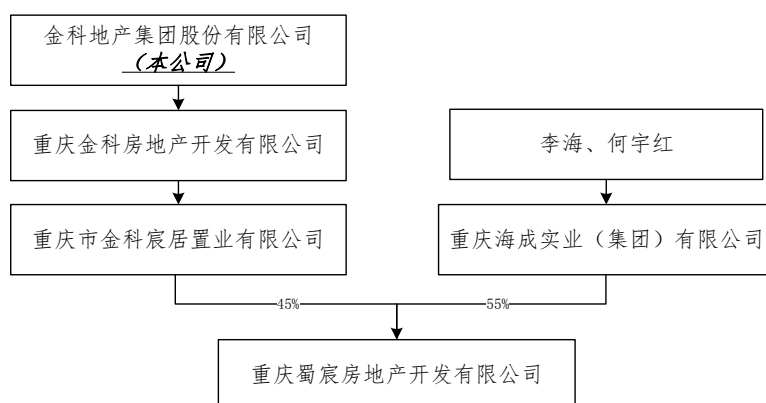 金科地产集团股份有限公司
（本公司）
重庆金科房地产开发有限公司
李海、何宇红
重庆市金科宸居置业有限公司
重庆海成实业（集团）有限公司
45%
55%
重庆蜀宸房地产开发有限公司